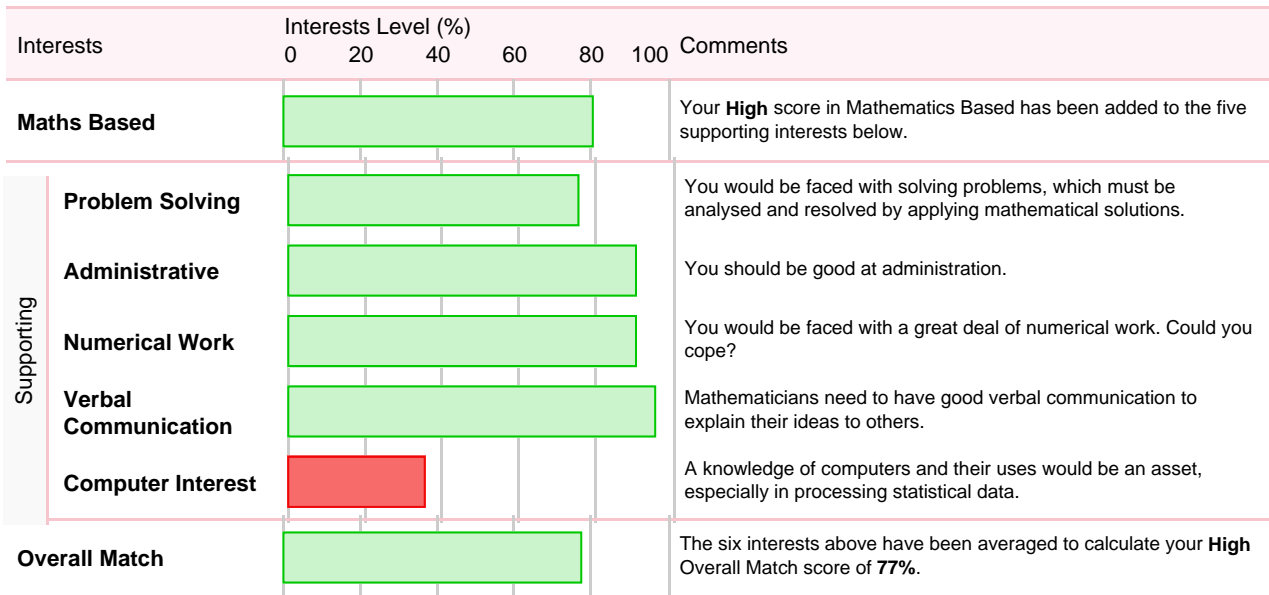 Interests
Interests Level (%)
0 20 40 60 80 100
Comments
Maths Based
Your High score in Mathematics Based has been added to the five
supporting interests below.
Supporting
Problem Solving
You would be faced with solving problems, which must be
analysed and resolved by applying mathematical solutions.
Administrative
You should be good at administration.
Numerical Work
You would be faced with a great deal of numerical work. Could you
cope?
Verbal
Communication
Mathematicians need to have good verbal communication to
explain their ideas to others.
Computer Interest
A knowledge of computers and their uses would be an asset,
especially in processing statistical data.
Overall Match
The six interests above have been averaged to calculate your High
Overall Match score of 77%.